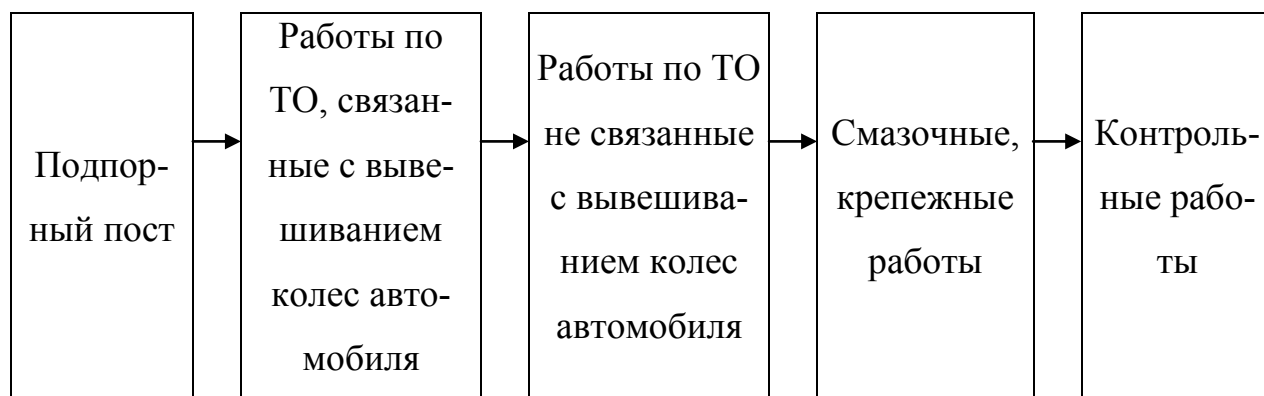 Подпор-
ный пост
Работы по
ТО, связан-
ные с выве-
шиванием
колес авто-
мобиля
Работы по ТО
не связанные
с вывешива-
нием колес
автомобиля
Смазочные,
крепежные
работы
Контроль-
ные рабо-
ты